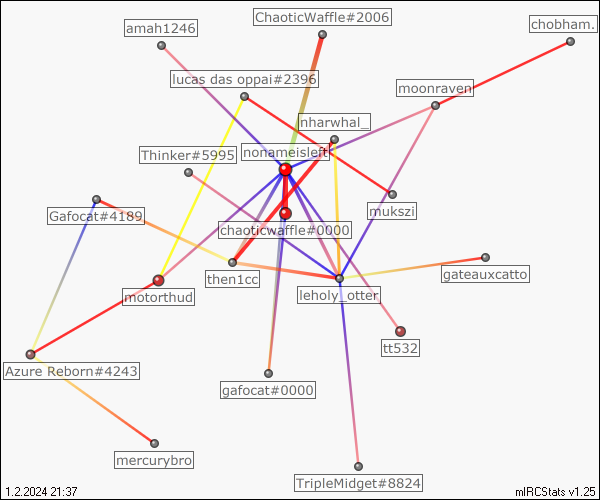 ChaoticWaffle#2006
chobham.
amah1246
lucas das oppai#2396
moonraven
nharwhal_
nonameisleft
Thinker#5995
mukszi
Gafocat#4189
chaoticwaffle#0000
then1cc
gateauxcatto
motorthud
leholy_otter
tt532
Azure Reborn#4243
gafocat#0000
mercurybro
TripleMidget#8824
1.2.2024 21:37
mIRCStats v1.25